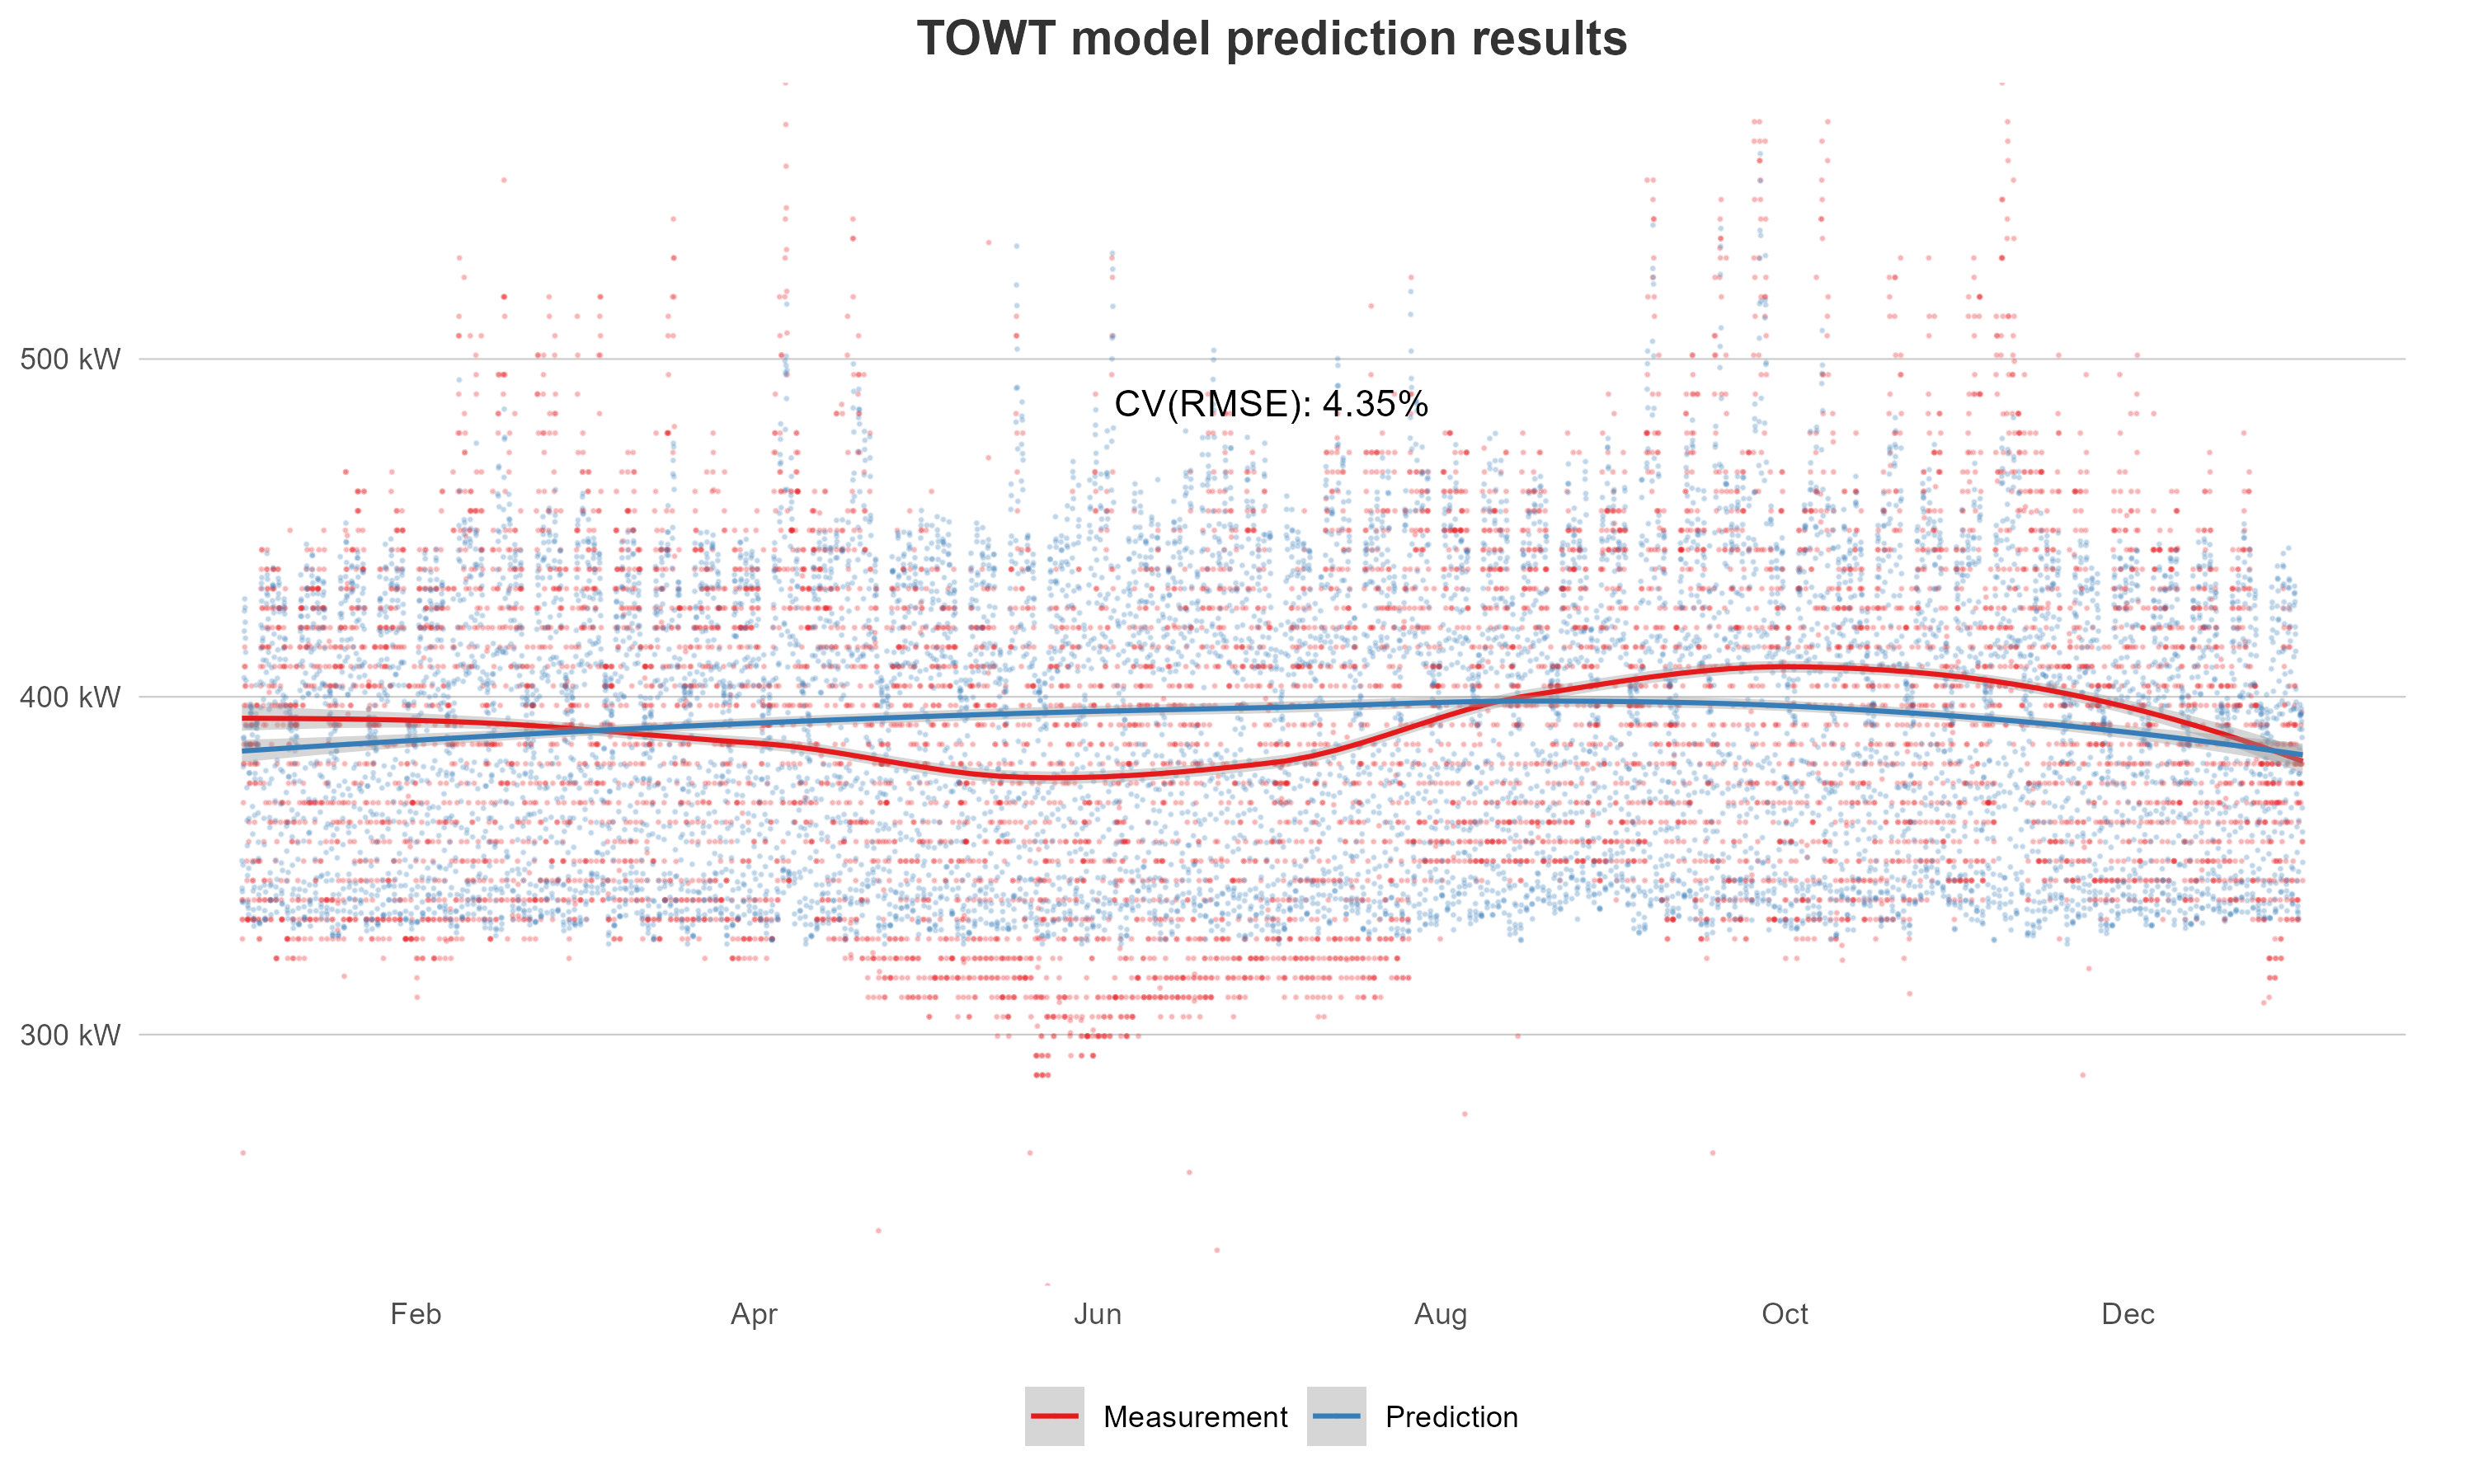 TOWT model prediction results
500 kW
CV(RMSE): 4.35%
400 kW
300 kW
Feb Apr Jun Aug Oct Dec
Measurement Prediction